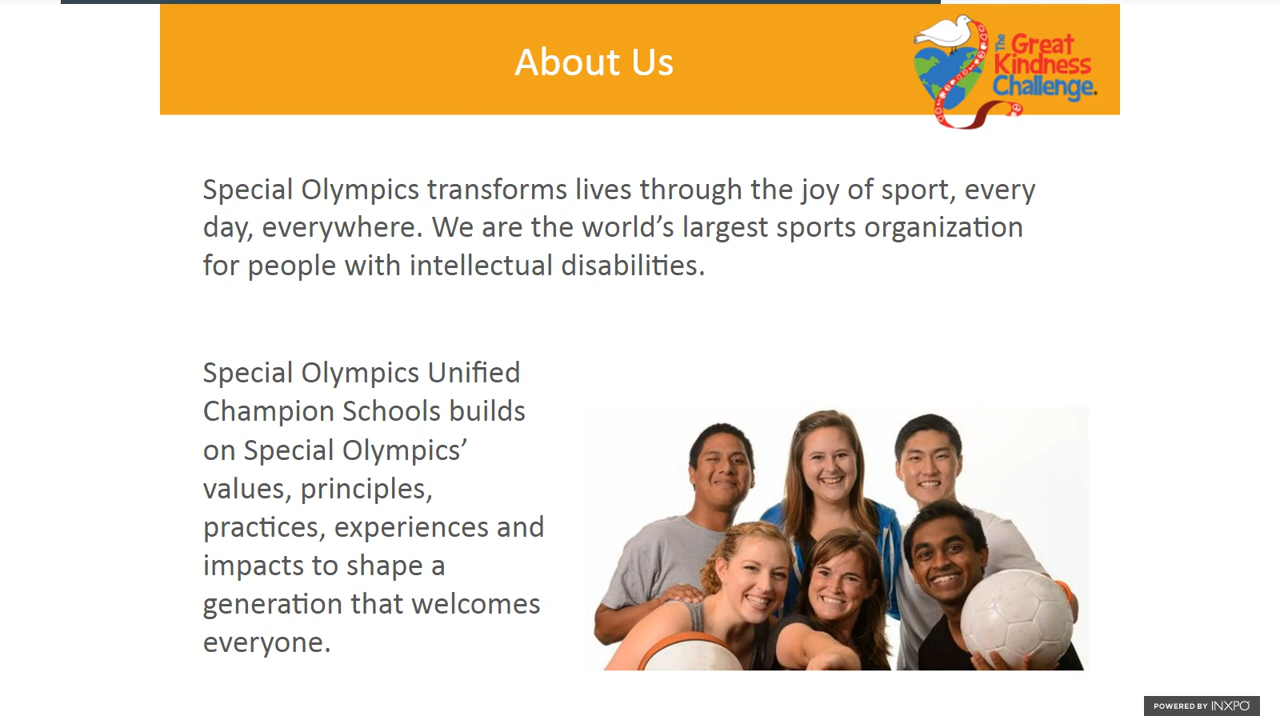 About Us
The
Great
Kindness
Challenge.
Special Olympics transforms lives through the joy of sport, every
day, everywhere. We are the world’s largest sports organization
for people with intellectual disabilities.
Special Olympics Unified
Champion Schools builds
on Special Olympics’
values, principles,
practices, experiences and
impacts to shape a
generation that welcomes
everyone.
POWERED BY INXPO